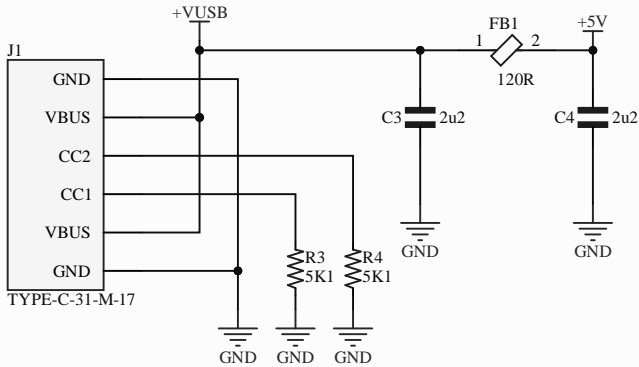 +VUSB
J1
GND
VBUS
CC2
CC1
VBUS
GND
TYPE-C-31-M-17
R3
5K1
R4
5K1
GND
GND
GND
C3
2u2
GND
FB1
1
2
120R
+5V
C4
2u2
GND